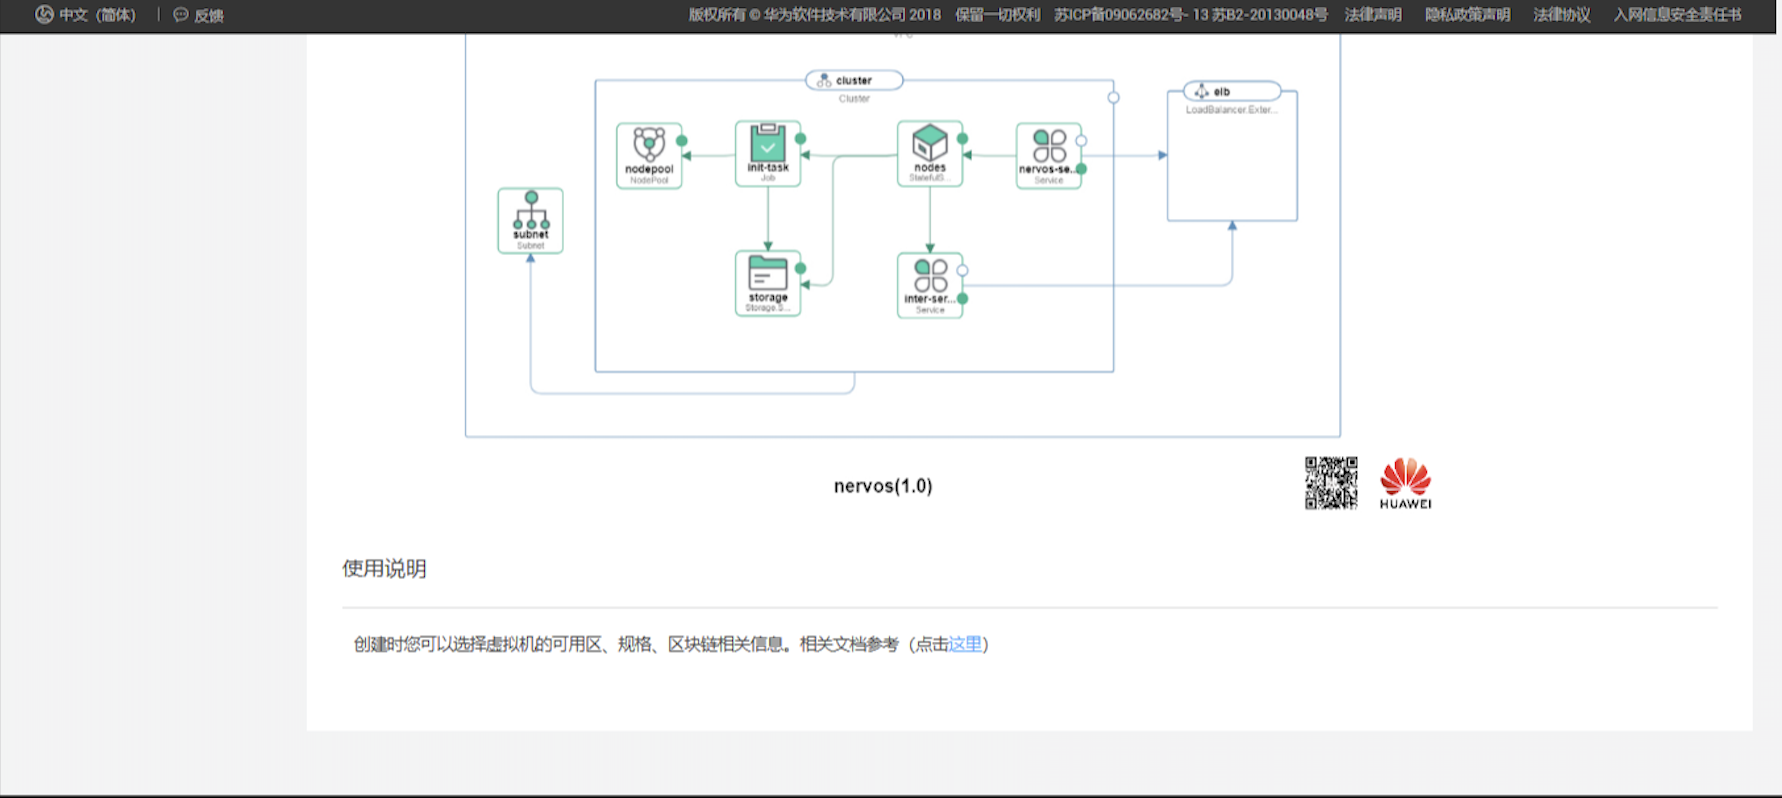 中文（简体） | 反馈 版权所有 © 华为软件技术有限公司 2018 保留一切权利 苏ICP备09062682号- 13 苏B2-20130048号 法律声明 隐私政策声明 法律协议 入网信息安全责任书
cluster
Cluster
elb
LoadBalancer.Exter...
nodepool
NodePool
init-task
Job
nodes
StatefulS...
nervos-se...
Service
subnet
Subnet
storage
Storage.S...
inter-ser...
Service
nervos(1.0)
HUAWEI
使用说明
创建时您可以选择虚拟机的可用区、规格、区块链相关信息。相关文档参考（点击这里）